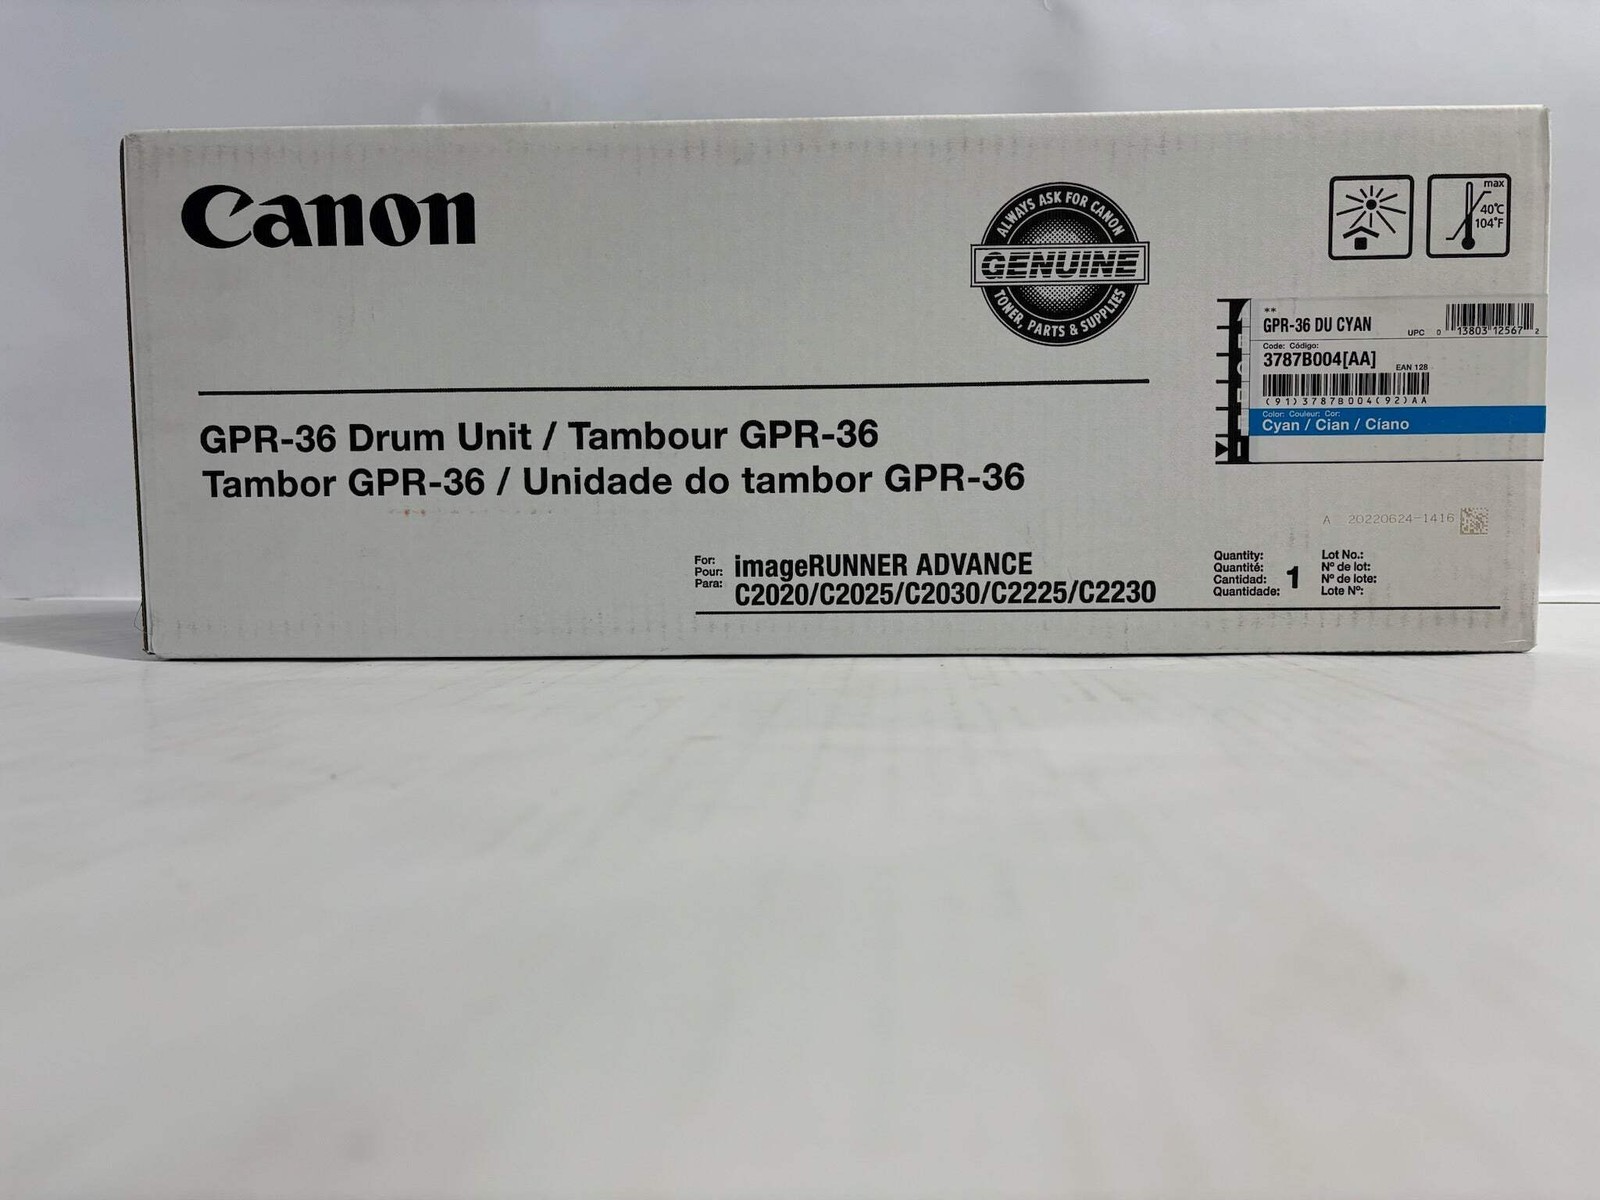 Canon
ALWAYS ASK FOR CANON
GENUINE
TONER, PARTS & SUPPLIES
max
40℃
104°F
**
GPR-36 DU CYAN
UPC 0 13803 12567 2
Code: Código:
3787B004[AA]
EAN 128
(91)3787B004(92)AA
Color: Couleur: Cor:
Cyan / Cian / Cíano
GPR-36 Drum Unit / Tambour GPR-36
Tambor GPR-36 / Unidade do tambor GPR-36
A 20220624-1416
For:
Pour:
Para:
imageRUNNER ADVANCE
C2020/C2025/C2030/C2225/C2230
Quantity:
Quantité:
Cantidad:
Quantidade:
1
Lot No.:
Nº de lot:
Nº de lote:
Lote Nº: